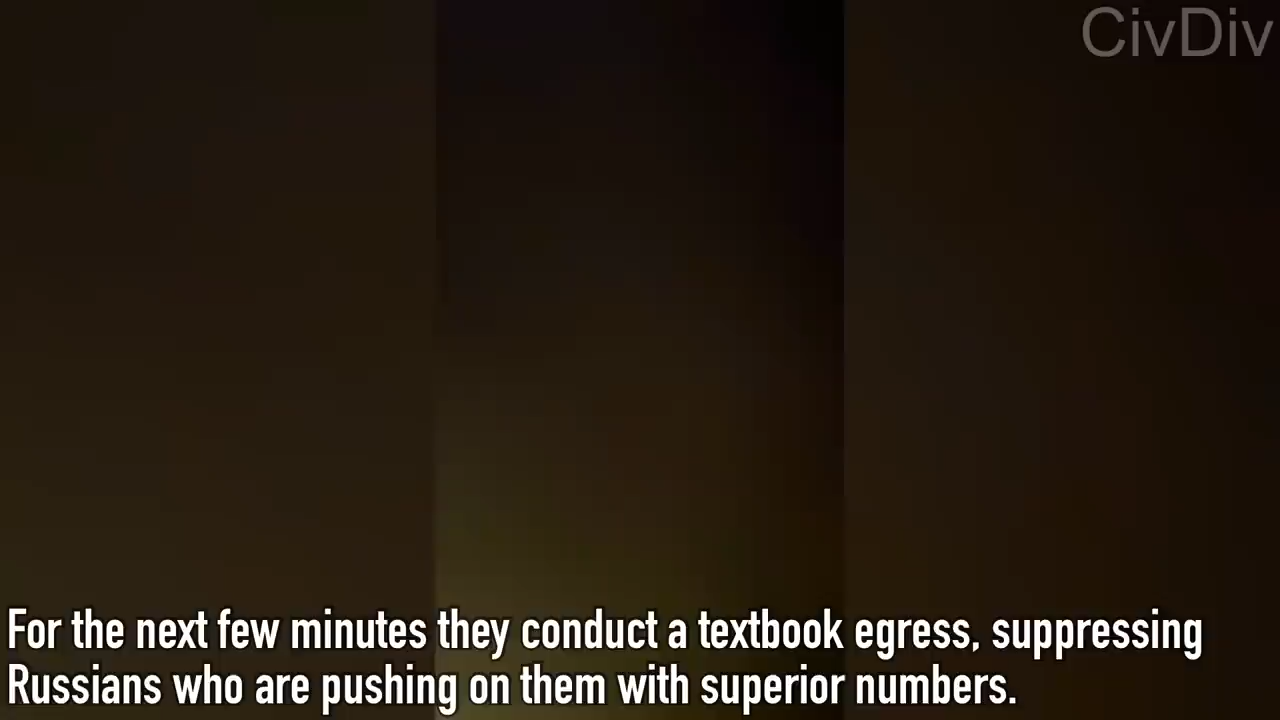 CivDiv
For the next few minutes they conduct a textbook egress, suppressing
Russians who are pushing on them with superior numbers.